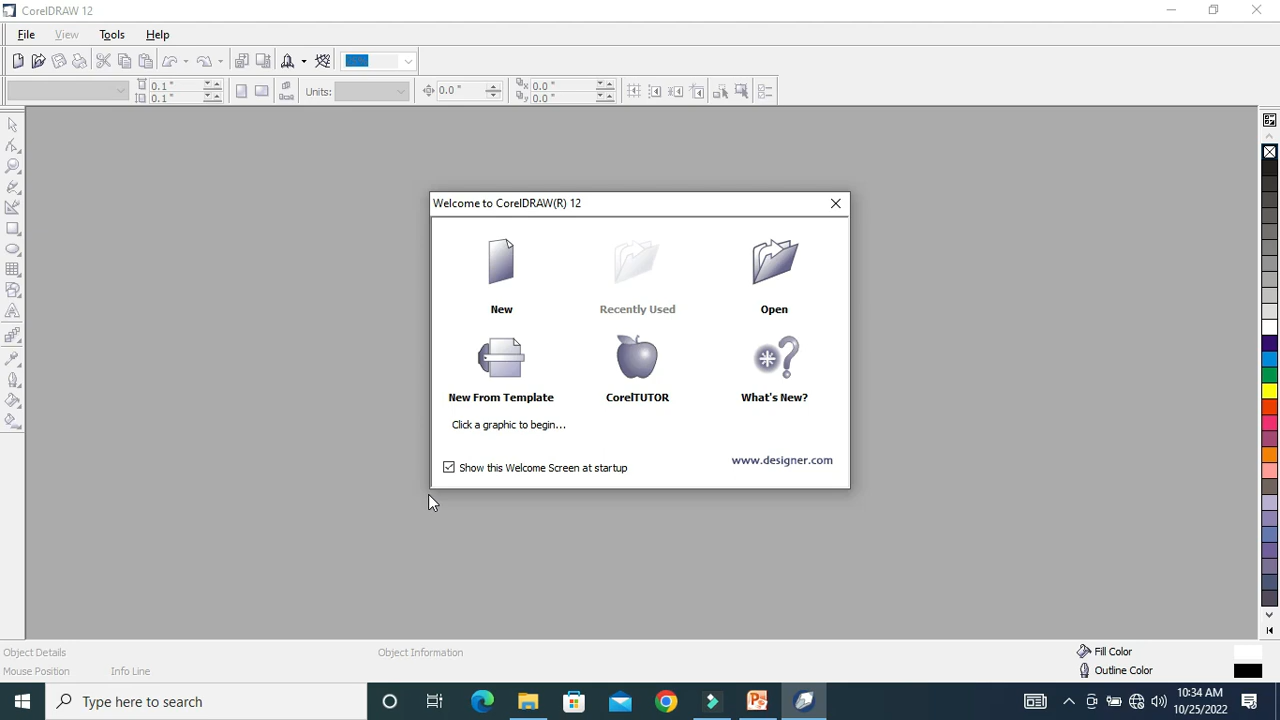 CorelDRAW 12
File View Tools Help
0.1 " Units: 0.0 " 0.0 "
0.1 " 0.0 "
Welcome to CorelDRAW(R) 12
New Recently Used Open
New From Template CorelTUTOR What's New?
Click a graphic to begin...
www.designer.com
Show this Welcome Screen at startup
Object Details Object Information Fill Color
Mouse Position Info Line Outline Color
Type here to search
10:34 AM
10/25/2022